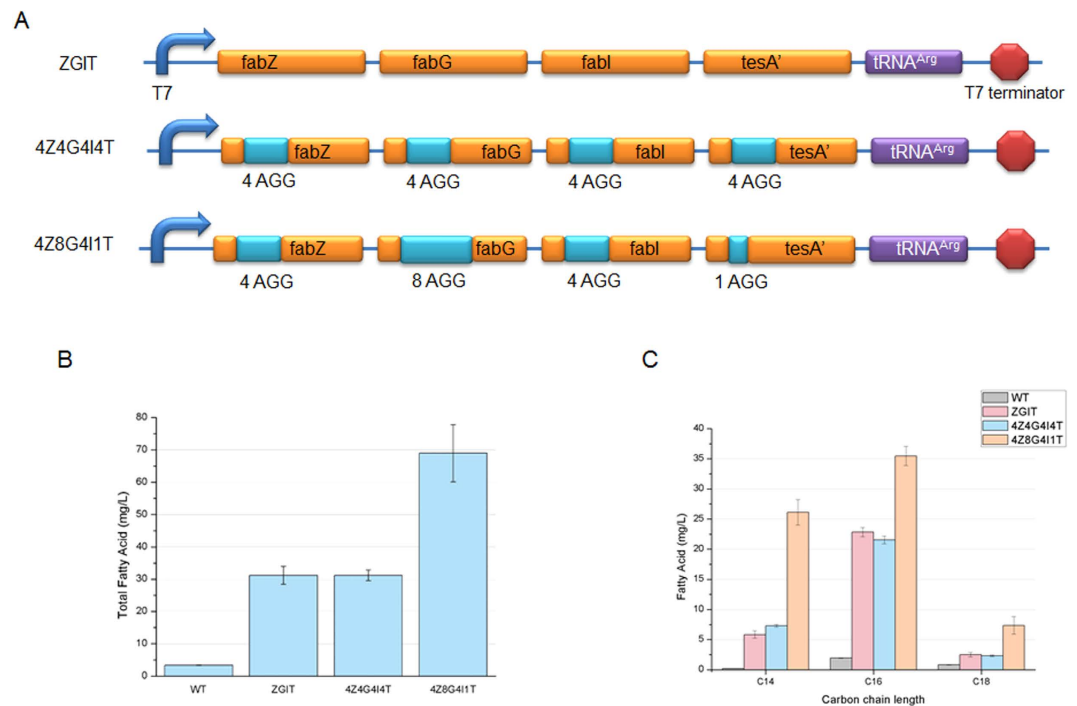 A
ZGIT
fabZ fabG fabI tesA' tRNAArg
T7 T7 terminator
4Z4G4I4T
fabZ fabG fabI tesA' tRNAArg
4 AGG 4 AGG 4 AGG 4 AGG
4Z8G4I1T
fabZ fabG fabI tesA' tRNAArg
4 AGG 8 AGG 4 AGG 1 AGG
B
Total Fatty Acid (mg/L)
80
70
60
50
40
30
20
10
0
WT ZGIT 4Z4G4I4T 4Z8G4I1T
C
WT
ZGIT
4Z4G4I4T
4Z8G4I1T
Fatty Acid (mg/L)
40
35
30
25
20
15
10
5
0
C14 C16 C18
Carbon chain length